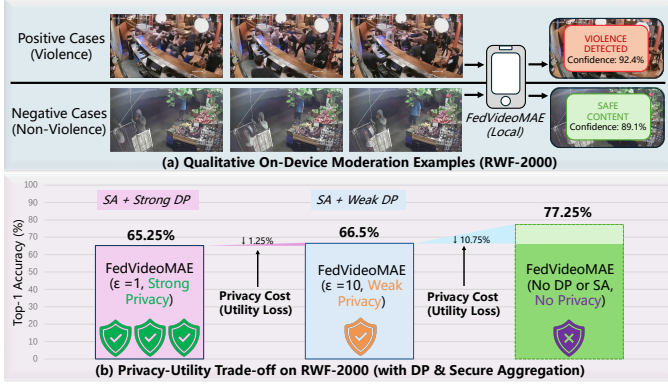 Positive Cases
(Violence)
VIOLENCE
DETECTED
Confidence: 92.4%
Negative Cases
(Non-Violence)
FedVideoMAE
(Local)
SAFE
CONTENT
Confidence: 89.1%
(a) Qualitative On-Device Moderation Examples (RWF-2000)
Top-1 Accuracy (%)
100
90
80
70
60
50
40
30
20
10
0
SA + Strong DP
SA + Weak DP
65.25%
66.5%
77.25%
↓ 1.25%
↓ 10.75%
FedVideoMAE
(ε =1, Strong
Privacy)
Privacy Cost
(Utility Loss)
FedVideoMAE
(ε=10, Weak
Privacy)
Privacy Cost
(Utility Loss)
FedVideoMAE
(No DP or SA,
No Privacy)
(b) Privacy-Utility Trade-off on RWF-2000 (with DP & Secure Aggregation)